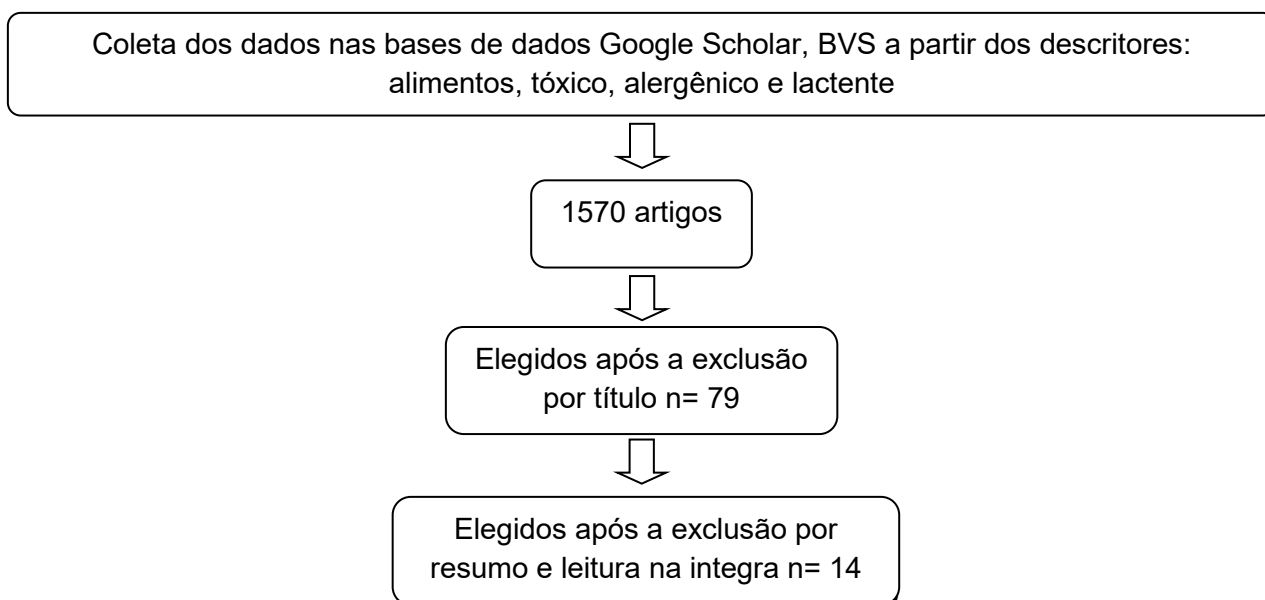 Coleta dos dados nas bases de dados Google Scholar, BVS a partir dos descritores:
alimentos, tóxico, alergênico e lactente
1570 artigos
Elegidos após a exclusão
por título n= 79
Elegidos após a exclusão por
resumo e leitura na integra n= 14